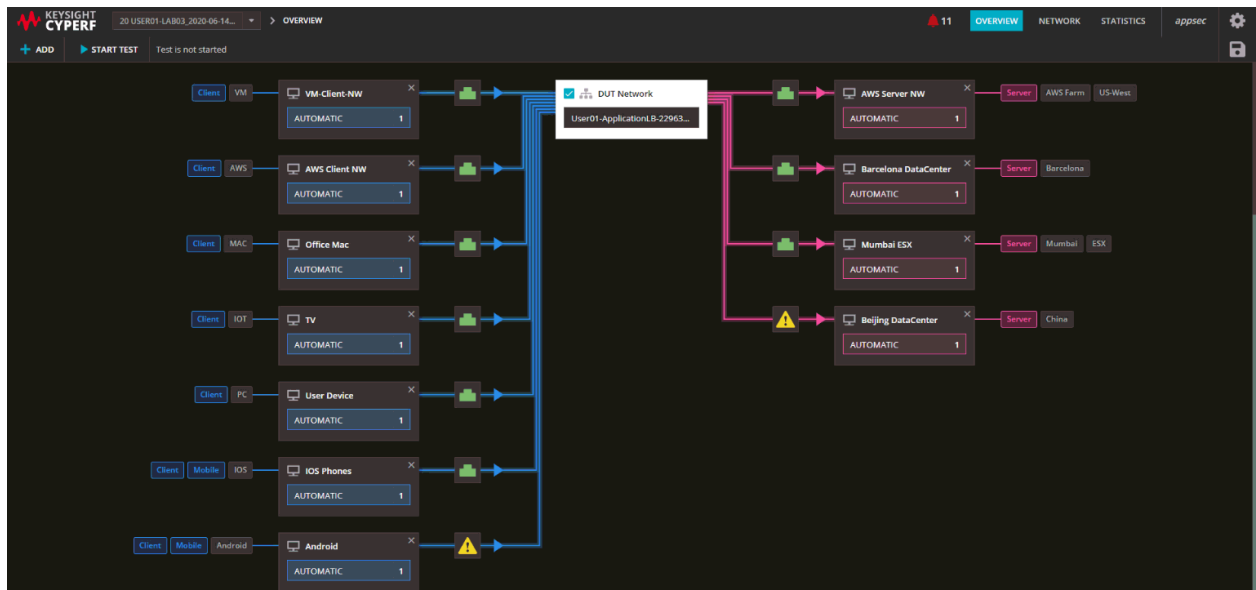 KEYSIGHT
CYPERF
20 USER01-LAB03_2020-06-14... > OVERVIEW
11 OVERVIEW NETWORK STATISTICS appsec
+ ADD START TEST Test is not started
Client VM VM-Client-NW ×
AUTOMATIC 1
DUT Network
User01-ApplicationLB-22963...
AWS Server NW × Server AWS Farm US-West
AUTOMATIC 1
Client AWS AWS Client NW ×
AUTOMATIC 1
Barcelona DataCenter × Server Barcelona
AUTOMATIC 1
Client MAC Office Mac ×
AUTOMATIC 1
Mumbai ESX × Server Mumbai ESX
AUTOMATIC 1
Client IOT TV ×
AUTOMATIC 1
Beijing DataCenter × Server China
AUTOMATIC 1
Client PC User Device ×
AUTOMATIC 1
Client Mobile IOS IOS Phones ×
AUTOMATIC 1
Client Mobile Android Android ×
AUTOMATIC 1